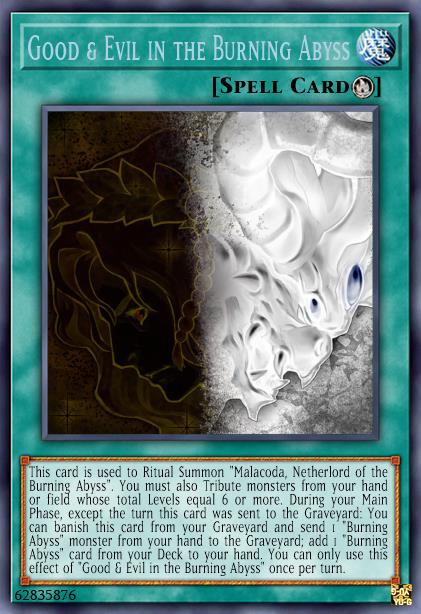 Good & Evil in the Burning Abyss
魔
[Spell Card]
This card is used to Ritual Summon "Malacoda, Netherlord of the
Burning Abyss". You must also Tribute monsters from your hand
or field whose total Levels equal 6 or more. During your Main
Phase, except the turn this card was sent to the Graveyard: You
can banish this card from your Graveyard and send 1 "Burning
Abyss" monster from your hand to the Graveyard; add 1 "Burning
Abyss" card from your Deck to your hand. You can only use this
effect of "Good & Evil in the Burning Abyss" once per turn.
62835876